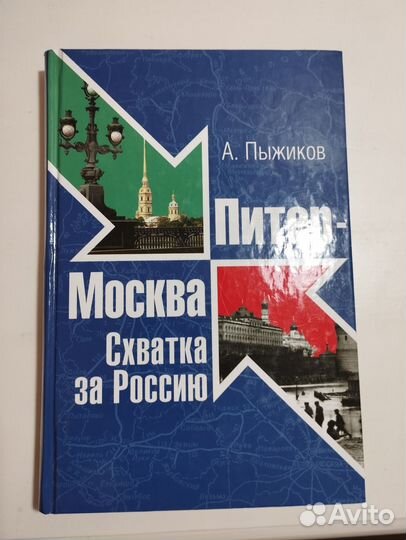 А. Пыжиков
Питер-
Москва
Схватка
за Россию
Avito